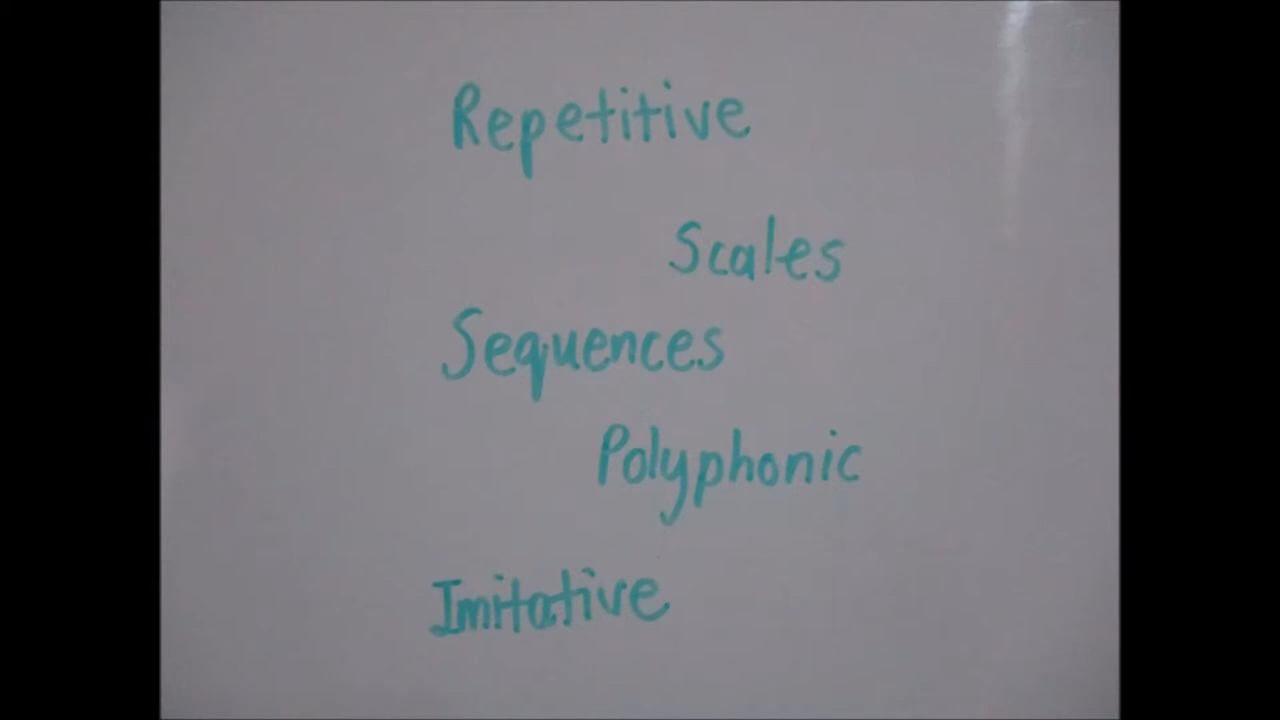 Repetitive
Scales
Sequences
Polyphonic
Imitative